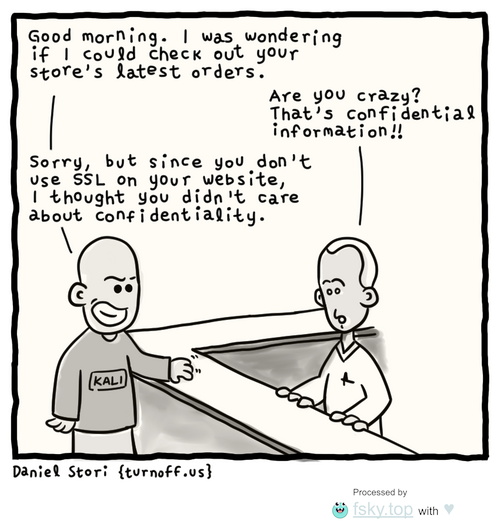 Good morning. I was wondering
if I could check out your
store's latest orders.
Are you crazy?
That's confidential
information!!
Sorry, but since you don't
use SSL on your website,
I thought you didn't care
about confidentiality.
KALI
Daniel Stori {turnoff.us}
Processed by
fsky.top with ♥